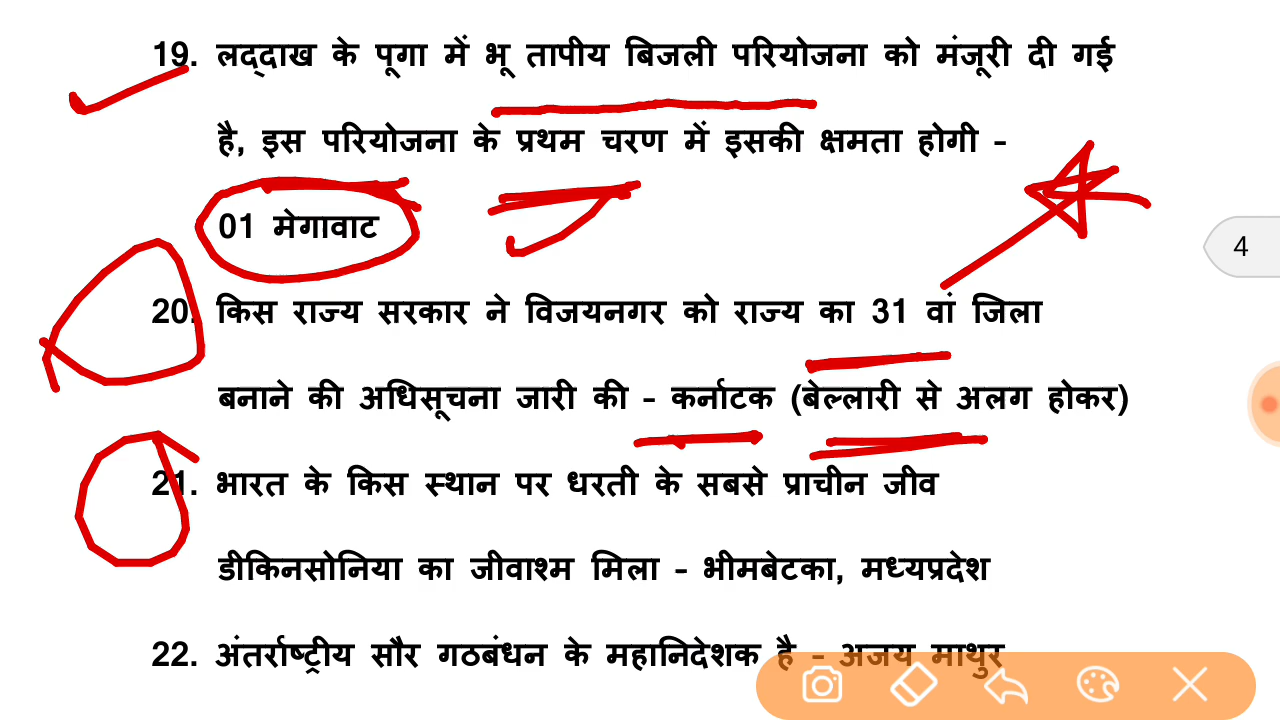 19. लद्दाख के पूगा में भू तापीय बिजली परियोजना को मंजूरी दी गई
है, इस परियोजना के प्रथम चरण में इसकी क्षमता होगी –
01 मेगावाट
20. किस राज्य सरकार ने विजयनगर को राज्य का 31 वां जिला
बनाने की अधिसूचना जारी की – कर्नाटक (बेल्लारी से अलग होकर)
21. भारत के किस स्थान पर धरती के सबसे प्राचीन जीव
डीकिनसोनिया का जीवाश्म मिला – भीमबेटका, मध्यप्रदेश
22. अंतर्राष्ट्रीय सौर गठबंधन के महानिदेशक है – अजय माथुर
4